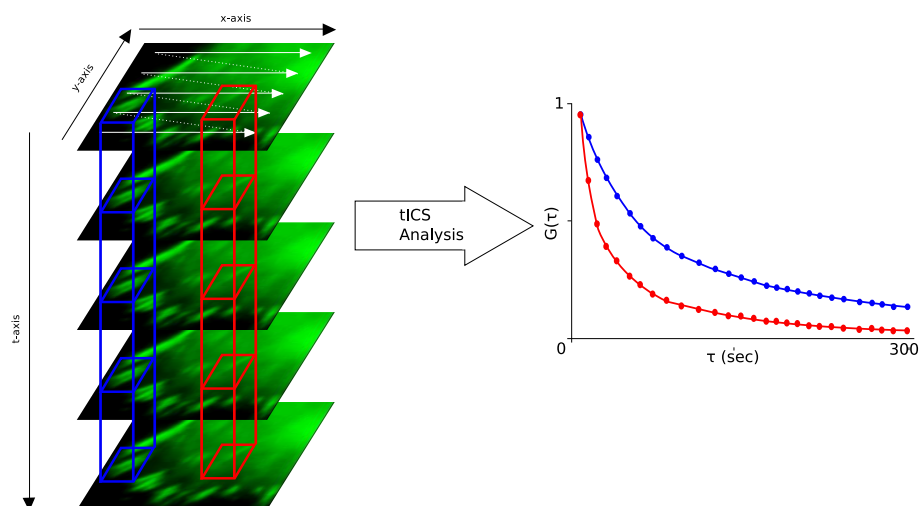 x-axis
y-axis
t-axis
tICS
Analysis
1
G(τ)
0
τ (sec)
300